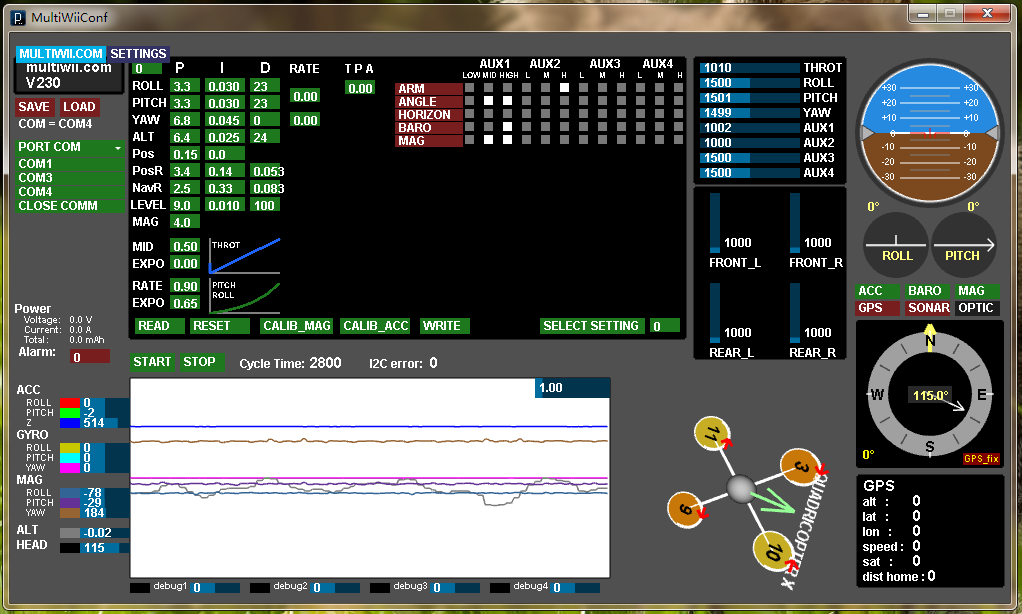 MultiWiiConf
MULTIWII.COM SETTINGS
multiwii.com
V230
SAVE LOAD
COM = COM4
PORT COM
COM1
COM3
COM4
CLOSE COMM
Power
Voltage: 0.0 V
Current: 0.0 A
Total: 0.0 mAh
Alarm: 0
0 P I D RATE T P A
ROLL 3.3 0.030 23
0.00 0.00
PITCH 3.3 0.030 23
YAW 6.8 0.045 0 0.00
ALT 6.4 0.025 24
Pos 0.15 0.0
PosR 3.4 0.14 0.053
NavR 2.5 0.33 0.083
LEVEL 9.0 0.010 100
MAG 4.0
MID 0.50
EXPO 0.00
THROT
RATE 0.90
EXPO 0.65
PITCH
ROLL
AUX1 AUX2 AUX3 AUX4
LOW MID HIGH L M H L M H L M H
ARM
ANGLE
HORIZON
BARO
MAG
READ RESET CALIB_MAG CALIB_ACC WRITE SELECT SETTING 0
1010 THROT
1500 ROLL
1501 PITCH
1499 YAW
1002 AUX1
1000 AUX2
1500 AUX3
1500 AUX4
1000 1000
FRONT_L FRONT_R
1000 1000
REAR_L REAR_R
+30 +30
+20 +20
+10 +10
0 0
-10 -10
-20 -20
-30 -30
0° 0°
ROLL PITCH
ACC BARO MAG
GPS SONAR OPTIC
N
W 115.0° E
S
0° GPS_fix
GPS
alt : 0
lat : 0
lon : 0
speed : 0
sat : 0
dist home : 0
START STOP Cycle Time: 2800 I2C error: 0
1.00
ACC
ROLL 0
PITCH -2
Z 514
GYRO
ROLL 0
PITCH 0
YAW 0
MAG
ROLL -78
PITCH -29
YAW 184
ALT -0.02
HEAD 115
debug1 0 debug2 0 debug3 0 debug4 0
11
3
9
10
QUADRICOPTER X